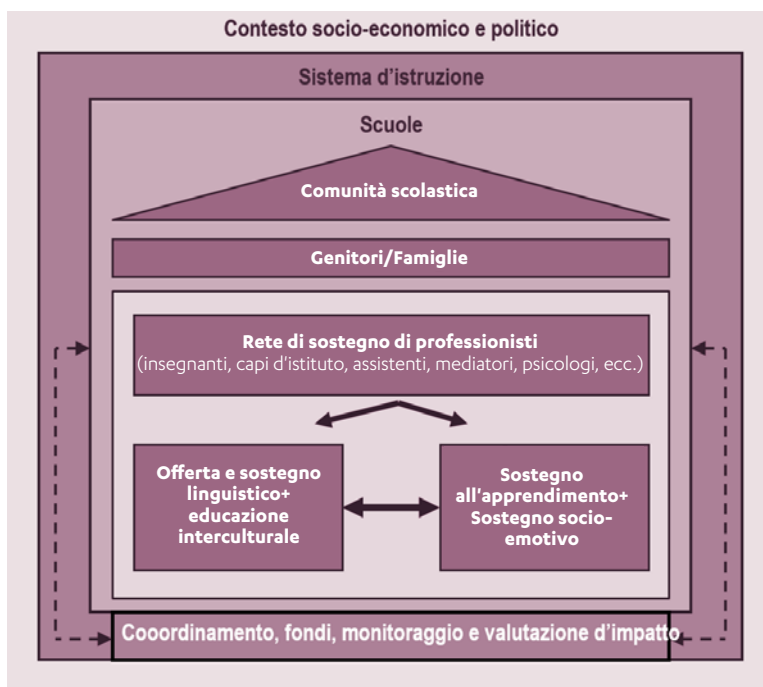 Contesto socio-economico e politico
Sistema d'istruzione
Scuole
Comunità scolastica
Genitori/Famiglie
Rete di sostegno di professionisti
(insegnanti, capi d'istituto, assistenti, mediatori, psicologi, ecc.)
Offerta e sostegno
linguistico+
educazione
interculturale
Sostegno
all'apprendimento+
Sostegno socio-
emotivo
Cooordinamento, fondi, monitoraggio e valutazione d'impatto